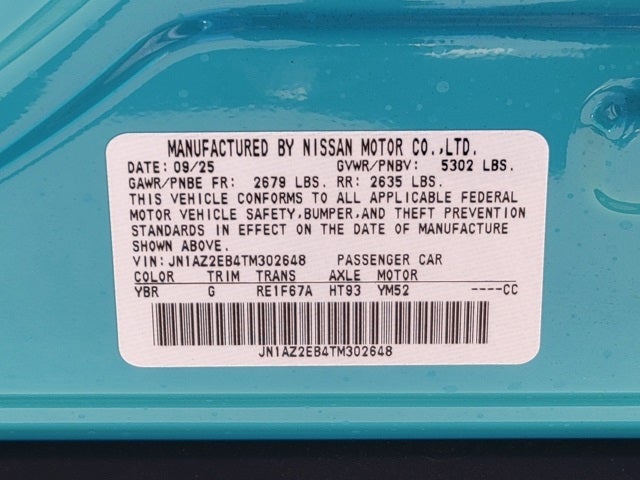 MANUFACTURED BY NISSAN MOTOR CO.,LTD.
DATE: 09/25 GVWR/PNBV: 5302 LBS.
GAWR/PNBE FR: 2679 LBS. RR: 2635 LBS.
THIS VEHICLE CONFORMS TO ALL APPLICABLE FEDERAL
MOTOR VEHICLE SAFETY,BUMPER,AND THEFT PREVENTION
STANDARDS IN EFFECT ON THE DATE OF MANUFACTURE
SHOWN ABOVE.
VIN: JN1AZ2EB4TM302648 PASSENGER CAR
COLOR TRIM TRANS AXLE MOTOR
YBR G RE1F67A HT93 YM52 ----CC
JN1AZ2EB4TM302648